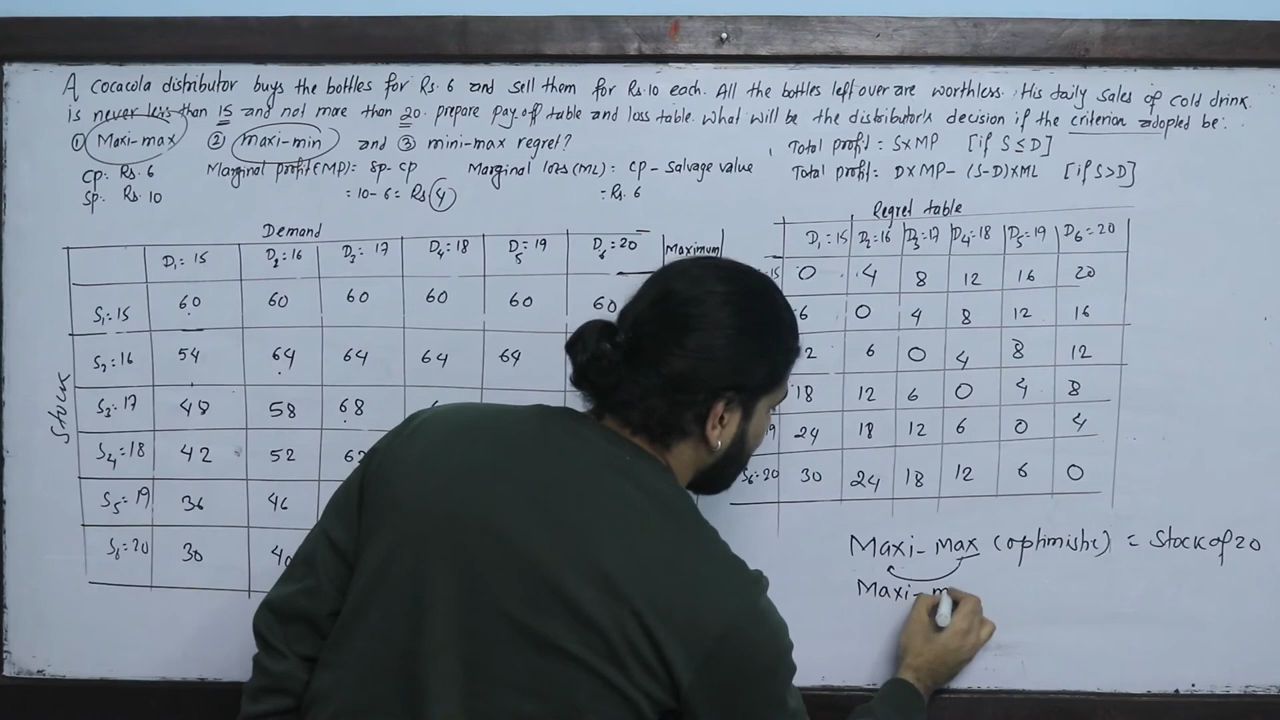 A cocacola distributor buys the bottles for Rs. 6 and sell them for Rs. 10 each. All the bottles left over are worthless. His daily sales of cold drink
is never less than 15 and not more than 20. prepare pay off table and loss table. What will be the distributor's decision if the criterion adopted be:
① Maxi-max ② maxi-min and ③ mini-max regret?
Total profit = S×MP [if S≤D]
Cp: Rs. 6 Marginal profit(MP) = Sp - Cp Marginal loss(ML) = Cp - Salvage value
Total profit = D×MP - (S-D)×ML [if S>D]
Sp: Rs. 10 = 10 - 6 = Rs 4 = Rs. 6
Demand
D1 = 15 D2 = 16 D3 = 17 D4 = 18 D5 = 19 D6 = 20 Maximum
Stock
S1 = 15 60 60 60 60 60 60
S2 = 16 54 64 64 64 64
S3 = 17 48 58 68
S4 = 18 42 52 62
S5 = 19 36 46
S6 = 20 30 40
Regret table
D1 = 15 D2 = 16 D3 = 17 D4 = 18 D5 = 19 D6 = 20
15 0 4 8 12 16 20
6 0 4 8 12 16
2 6 0 4 8 12
18 12 6 0 4 8
19 24 18 12 6 0 4
S6 = 20 30 24 18 12 6 0
Maxi-max (optimistic) = Stock of 20
Maxi-m